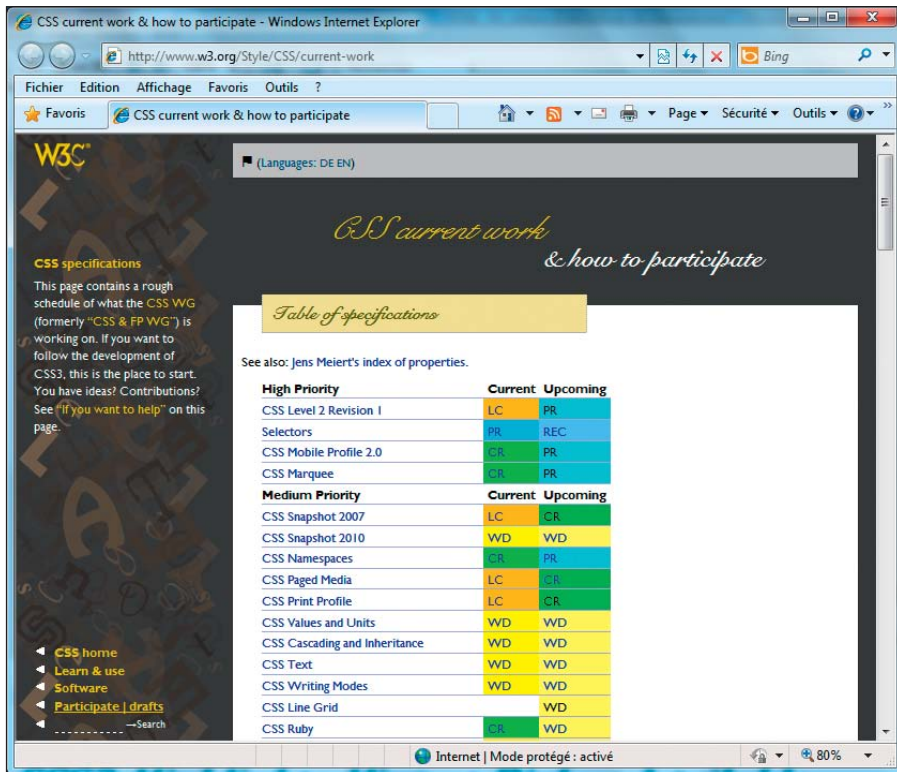 CSS current work & how to participate - Windows Internet Explorer
http://www.w3.org/Style/CSS/current-work
Bing
Fichier Edition Affichage Favoris Outils ?
Favoris
CSS current work & how to participate
Page Sécurité Outils
W3C®
(Languages: DE EN)
CSS current work
& how to participate
CSS specifications
This page contains a rough
schedule of what the CSS WG
(formerly “CSS & FP WG”) is
working on. If you want to
follow the development of
CSS3, this is the place to start.
You have ideas? Contributions?
See “If you want to help” on this
page.
CSS home
Learn & use
Software
Participate | drafts
→Search
Table of specifications
See also: Jens Meiert's index of properties.
High Priority Current Upcoming
CSS Level 2 Revision 1 LC PR
Selectors PR REC
CSS Mobile Profile 2.0 CR PR
CSS Marquee CR PR
Medium Priority Current Upcoming
CSS Snapshot 2007 LC CR
CSS Snapshot 2010 WD WD
CSS Namespaces CR PR
CSS Paged Media LC CR
CSS Print Profile LC CR
CSS Values and Units WD WD
CSS Cascading and Inheritance WD WD
CSS Text WD WD
CSS Writing Modes WD WD
CSS Line Grid WD
CSS Ruby CR WD
Internet | Mode protégé : activé
80%